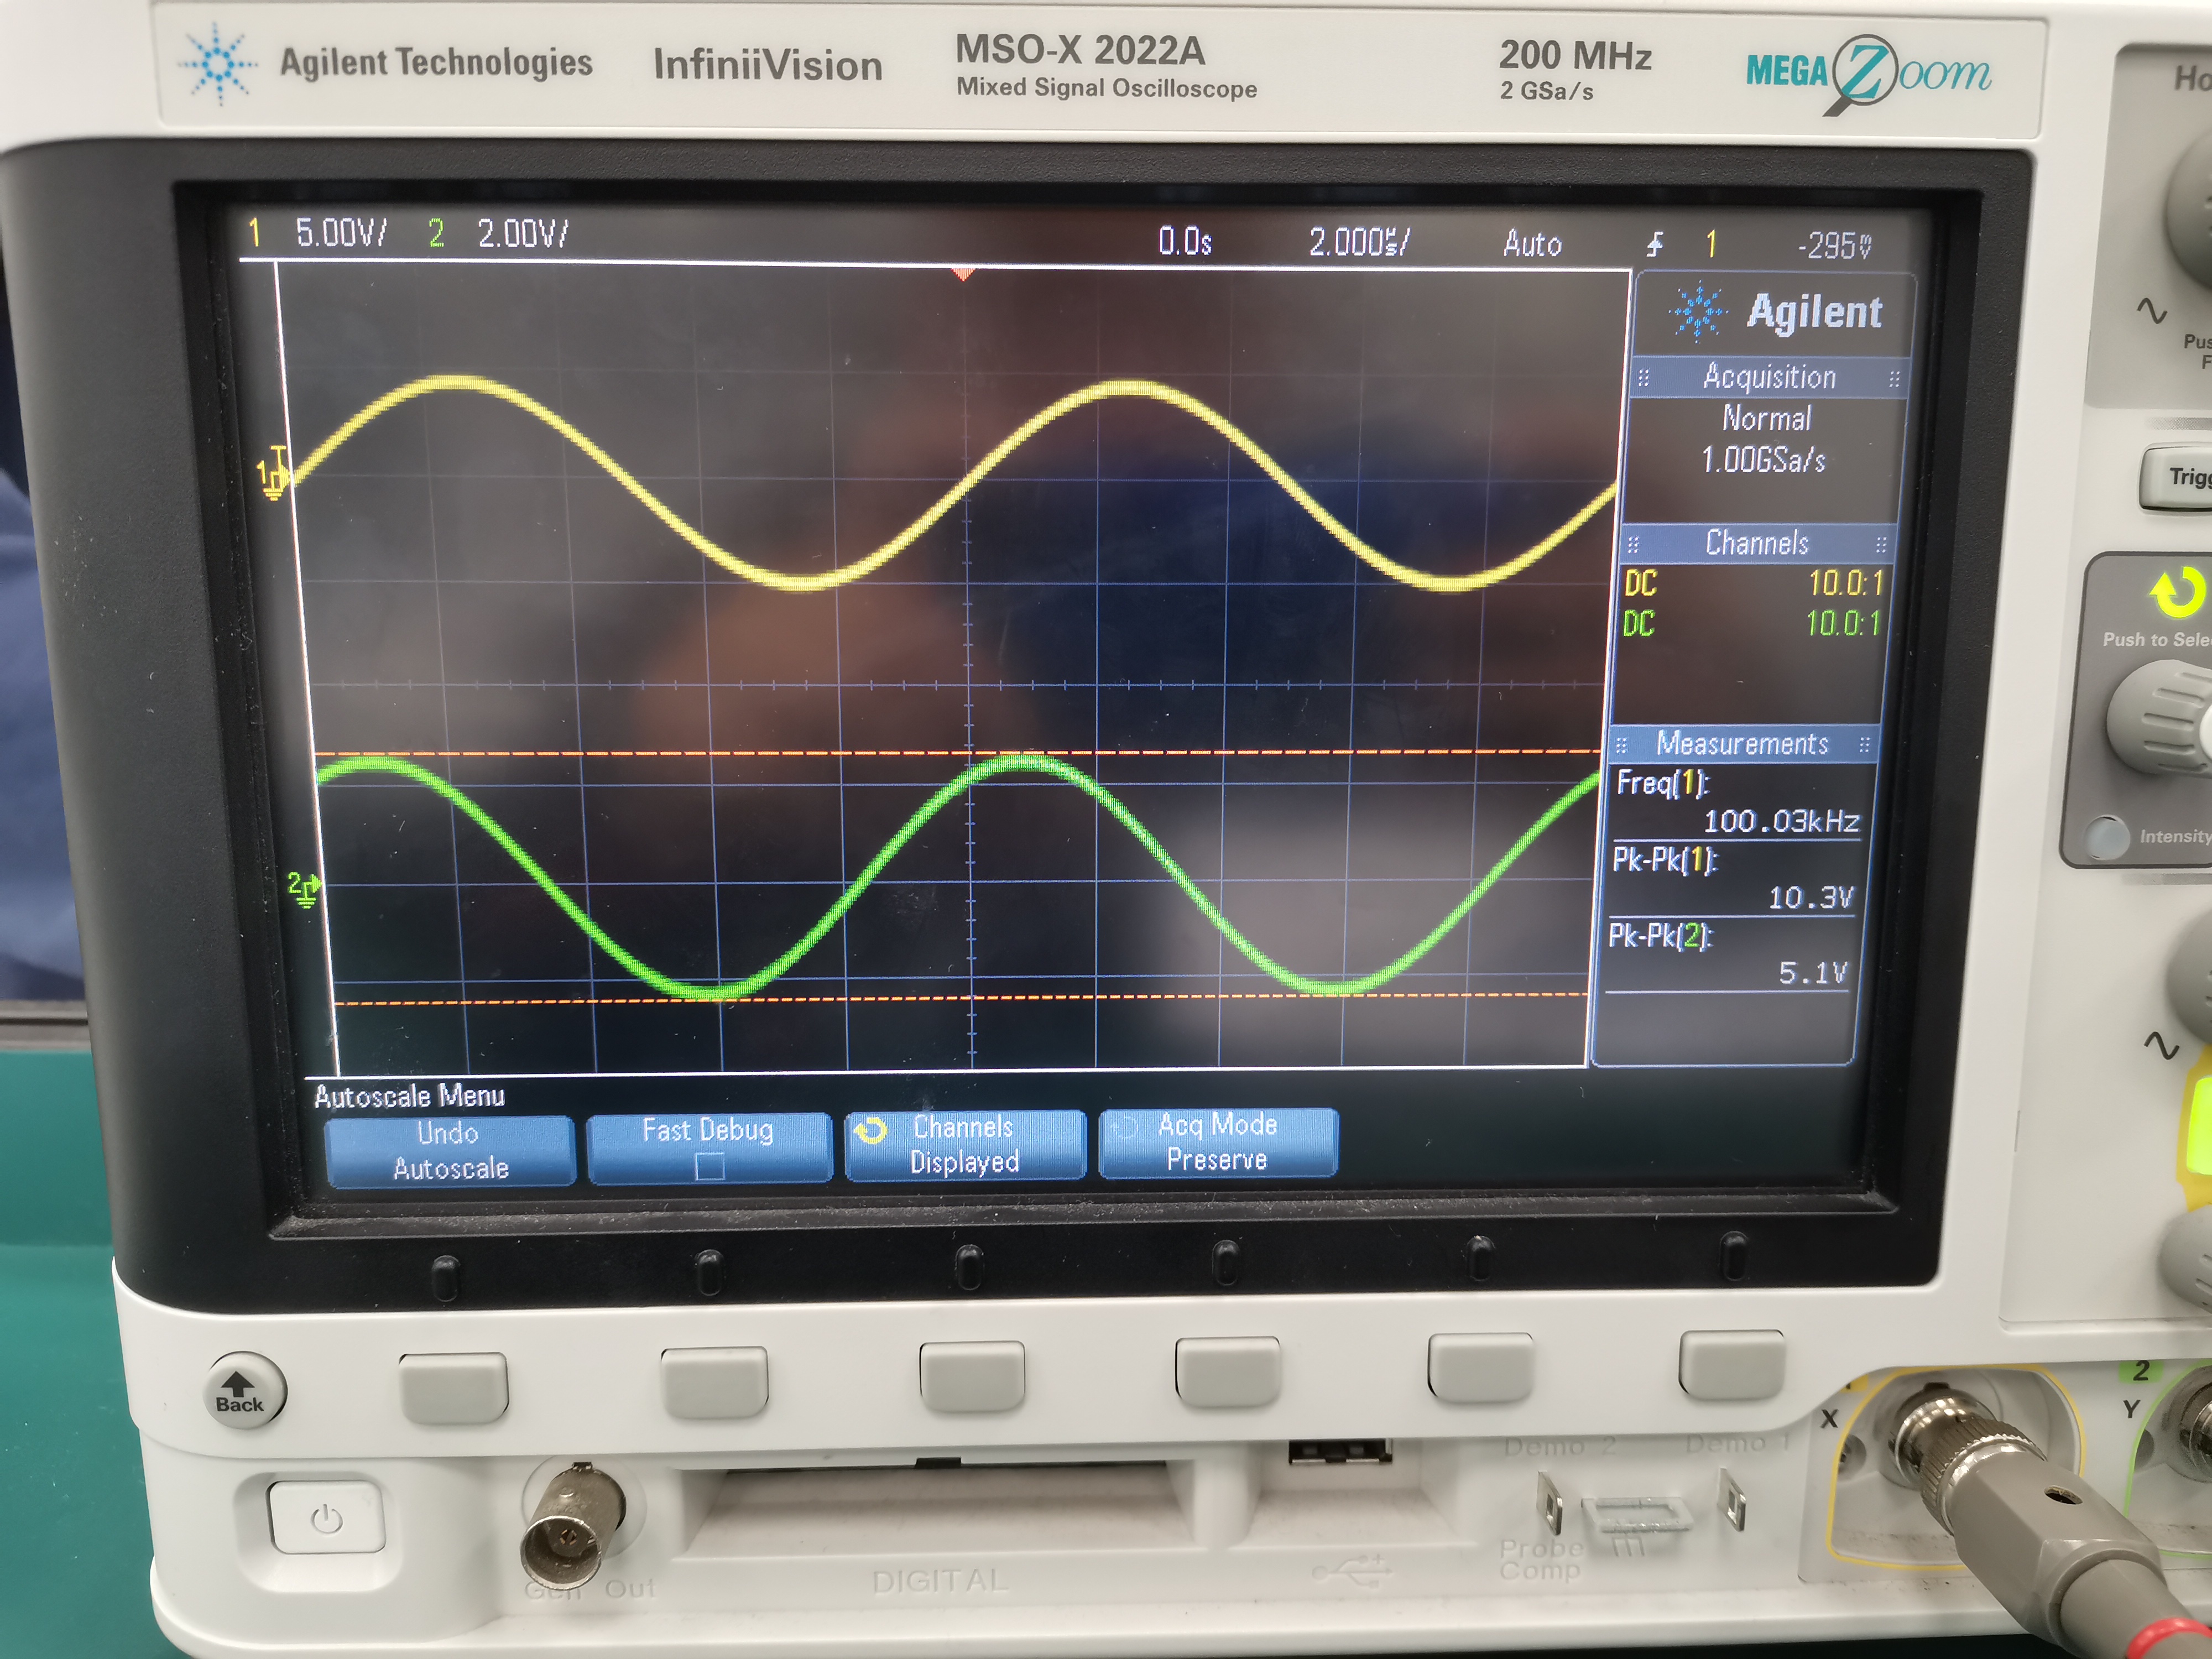 Agilent Technologies InfiniiVision MSO-X 2022A 200 MHz MEGA Zoom
Mixed Signal Oscilloscope 2 GSa/s
1 5.00V/ 2 2.00V/ 0.0s 2.000µs/ Auto 1 -295mV
Agilent
Acquisition
Normal
1.00GSa/s
Channels
DC 10.0:1
DC 10.0:1
Measurements
Freq(1):
100.03kHz
Pk-Pk(1):
10.3V
Pk-Pk(2):
5.1V
1
2
Autoscale Menu
Undo
Autoscale
Fast Debug
Channels
Displayed
Acq Mode
Preserve
Back
Gen Out
DIGITAL
Demo 2
Demo 1
Probe
Comp
X
2
Y
Push to
Intensity